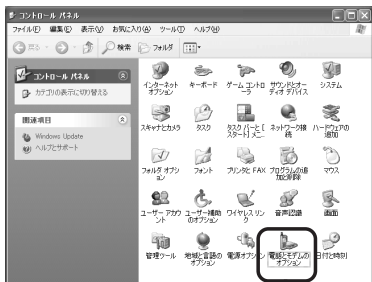 コントロール パネル
ファイル(F) 編集(E) 表示(V) お気に入り(A) ツール(T) ヘルプ(H)
戻る 検索 フォルダ
コントロール パネル
カテゴリの表示に切り替える
関連項目
Windows Update
ヘルプとサポート
インターネット オプション
キーボード
ゲーム コントローラ
サウンドとオーディオ デバイス
システム
スキャナとカメラ
タスク
タスク バーと [スタート] メニ...
ネットワーク接続
ハードウェアの追加
フォルダ オプション
フォント
プリンタと FAX
プログラムの追加と削除
マウス
ユーザー アカウント
ユーザー補助のオプション
ワイヤレス リンク
音声認識
画面
管理ツール
地域と言語のオプション
電源オプション
電話とモデムのオプション
日付と時刻